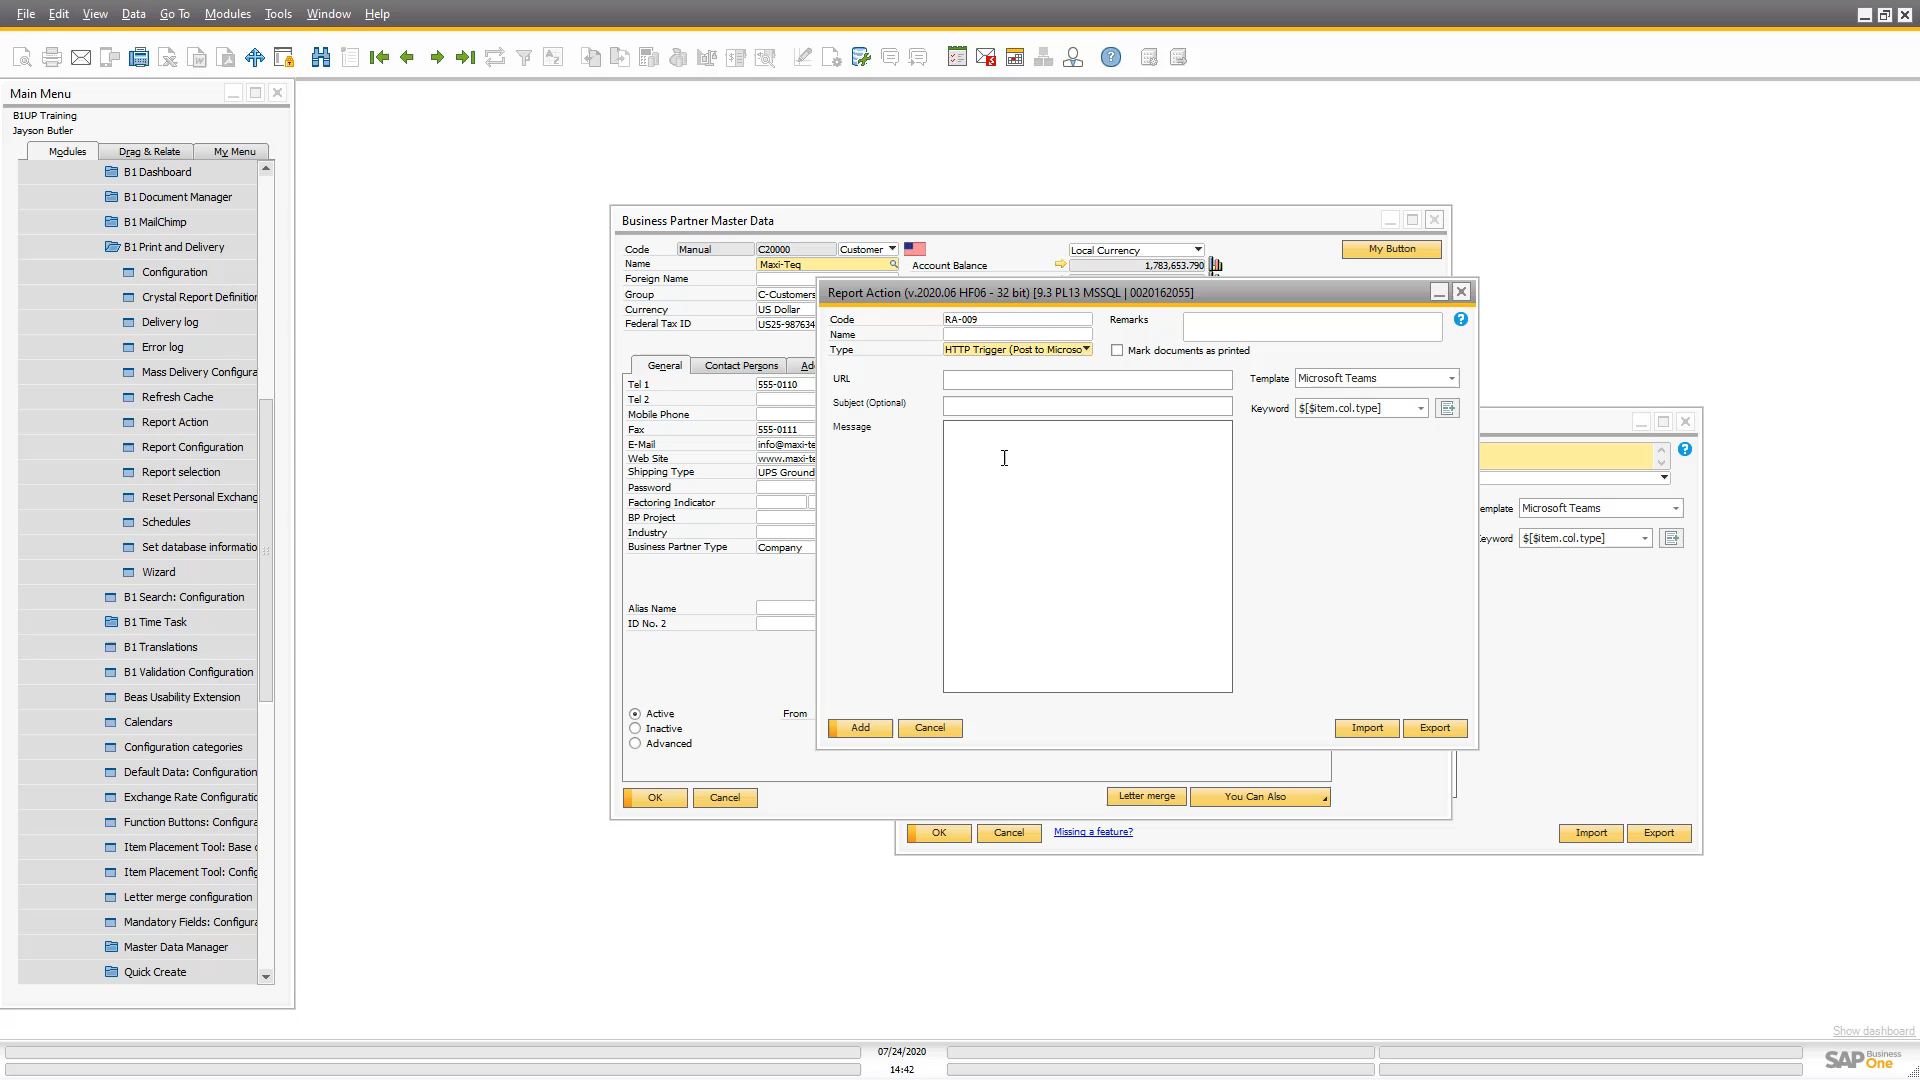 File Edit View Data Go To Modules Tools Window Help
Main Menu
B1UP Training
Jayson Butler
Modules Drag & Relate My Menu
B1 Dashboard
B1 Document Manager
B1 MailChimp
B1 Print and Delivery
Configuration
Crystal Report Definition
Delivery log
Error log
Mass Delivery Configura
Refresh Cache
Report Action
Report Configuration
Report selection
Reset Personal Exchang
Schedules
Set database informatio
Wizard
B1 Search: Configuration
B1 Time Task
B1 Translations
B1 Validation Configuration
Beas Usability Extension
Calendars
Configuration categories
Default Data: Configuration
Exchange Rate Configuratic
Function Buttons: Configura
Item Placement Tool: Base c
Item Placement Tool: Config
Letter merge configuration
Mandatory Fields: Configura
Master Data Manager
Quick Create
Business Partner Master Data
Code Manual C20000 Customer Local Currency My Button
Name Maxi-Teq Account Balance 1,783,653.790
Foreign Name
Group C-Customers
Currency US Dollar
Federal Tax ID US25-987634
General Contact Persons Ad
Tel 1 555-0110
Tel 2
Mobile Phone
Fax 555-0111
E-Mail info@maxi-te
Web Site www.maxi-te
Shipping Type UPS Ground
Password
Factoring Indicator
BP Project
Industry
Business Partner Type Company
Alias Name
ID No. 2
Active From
Inactive
Advanced
OK Cancel Letter merge You Can Also
Report Action (v.2020.06 HF06 - 32 bit) [9.3 PL13 MSSQL | 0020162055]
Code RA-009 Remarks
Name
Type HTTP Trigger (Post to Microso Mark documents as printed
URL Template Microsoft Teams
Subject (Optional) Keyword $[$item.col.type]
Message
Add Cancel Import Export
emplate Microsoft Teams
eyword $[$item.col.type]
OK Cancel Missing a feature? Import Export
Show dashboard
07/24/2020
14:42
SAP Business One